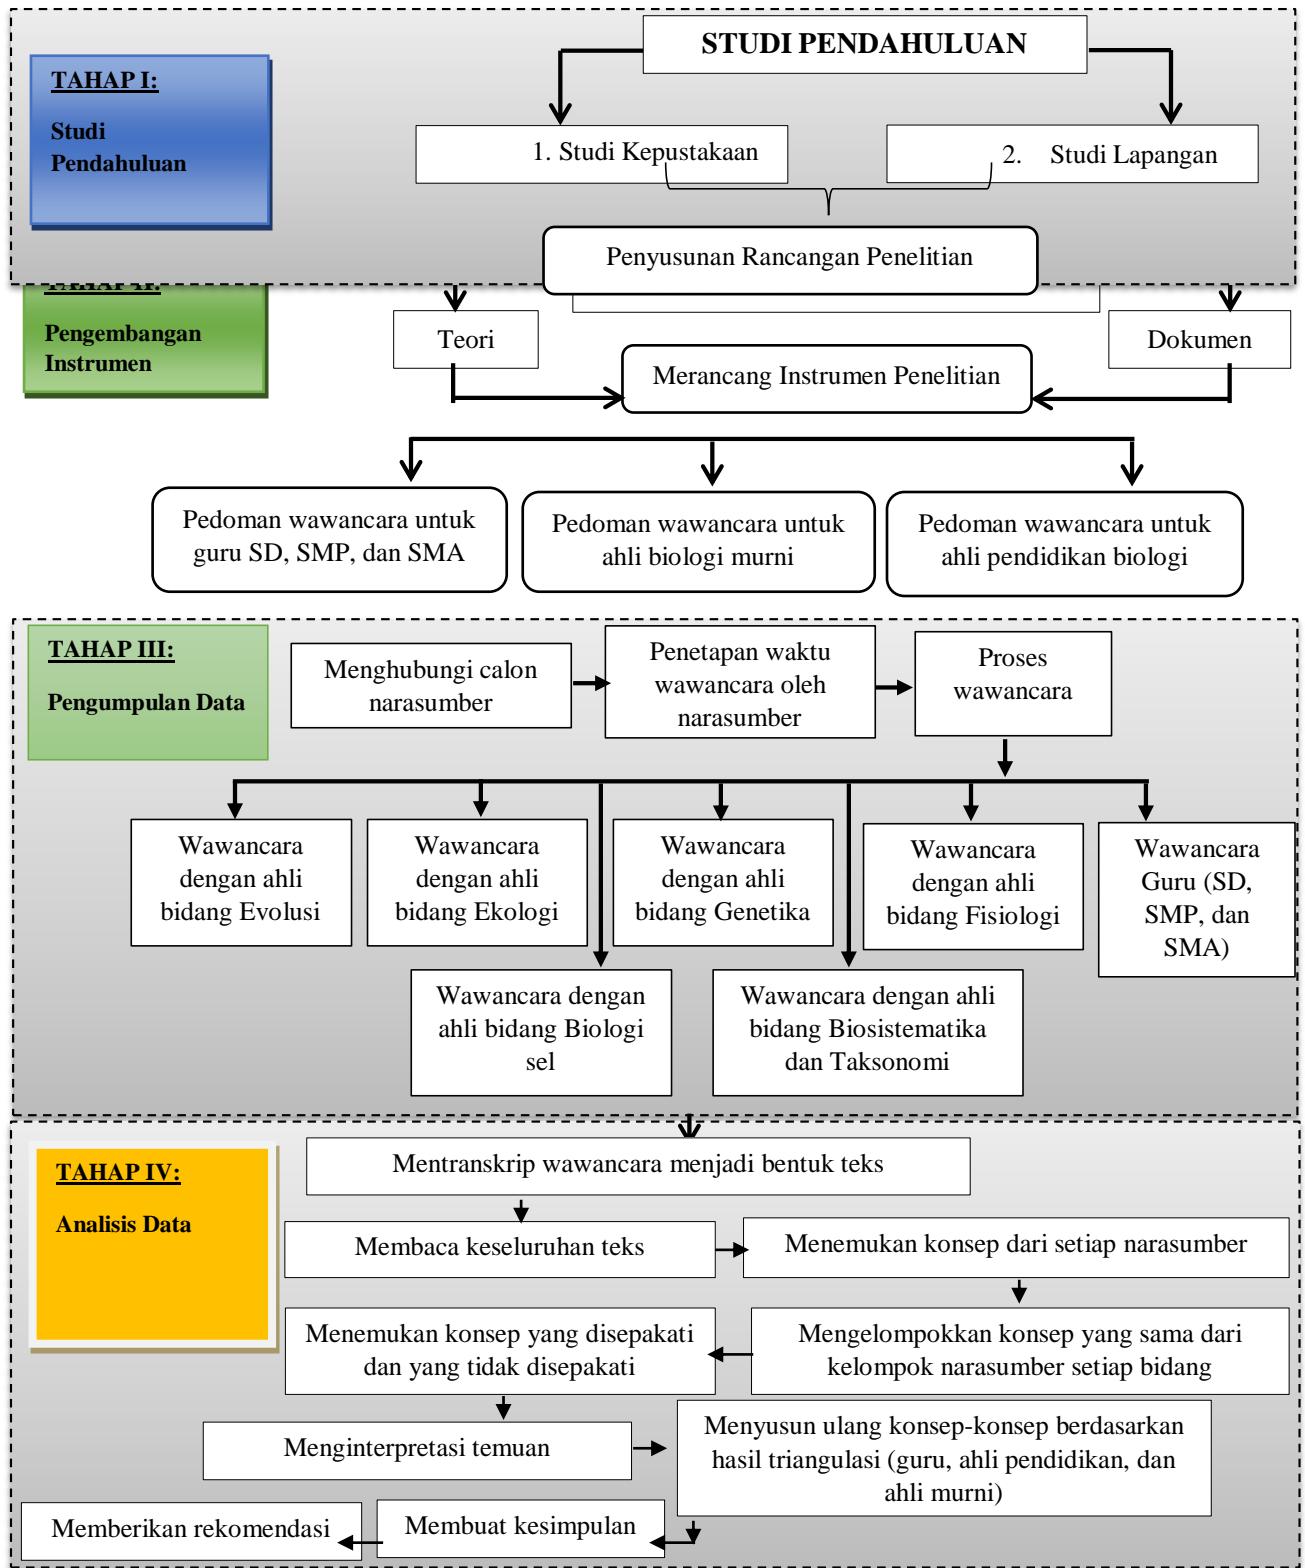 STUDI PENDAHULUAN
TAHAP I:
Studi
Pendahuluan
1. Studi Kepustakaan
2. Studi Lapangan
Penyusunan Rancangan Penelitian
TAHAP II:
Pengembangan
Instrumen
Teori
Dokumen
Merancang Instrumen Penelitian
Pedoman wawancara untuk
guru SD, SMP, dan SMA
Pedoman wawancara untuk
ahli biologi murni
Pedoman wawancara untuk
ahli pendidikan biologi
TAHAP III:
Pengumpulan Data
Menghubungi calon
narasumber
Penetapan waktu
wawancara oleh
narasumber
Proses
wawancara
Wawancara
dengan ahli
bidang Evolusi
Wawancara
dengan ahli
bidang Ekologi
Wawancara
dengan ahli
bidang Genetika
Wawancara
dengan ahli
bidang Fisiologi
Wawancara
Guru (SD,
SMP, dan
SMA)
Wawancara dengan
ahli bidang Biologi
sel
Wawancara dengan ahli
bidang Biosistematika
dan Taksonomi
TAHAP IV:
Analisis Data
Mentranskrip wawancara menjadi bentuk teks
Membaca keseluruhan teks
Menemukan konsep dari setiap narasumber
Mengelompokkan konsep yang sama dari
kelompok narasumber setiap bidang
Menemukan konsep yang disepakati
dan yang tidak disepakati
Menginterpretasi temuan
Menyusun ulang konsep-konsep berdasarkan
hasil triangulasi (guru, ahli pendidikan, dan
ahli murni)
Membuat kesimpulan
Memberikan rekomendasi